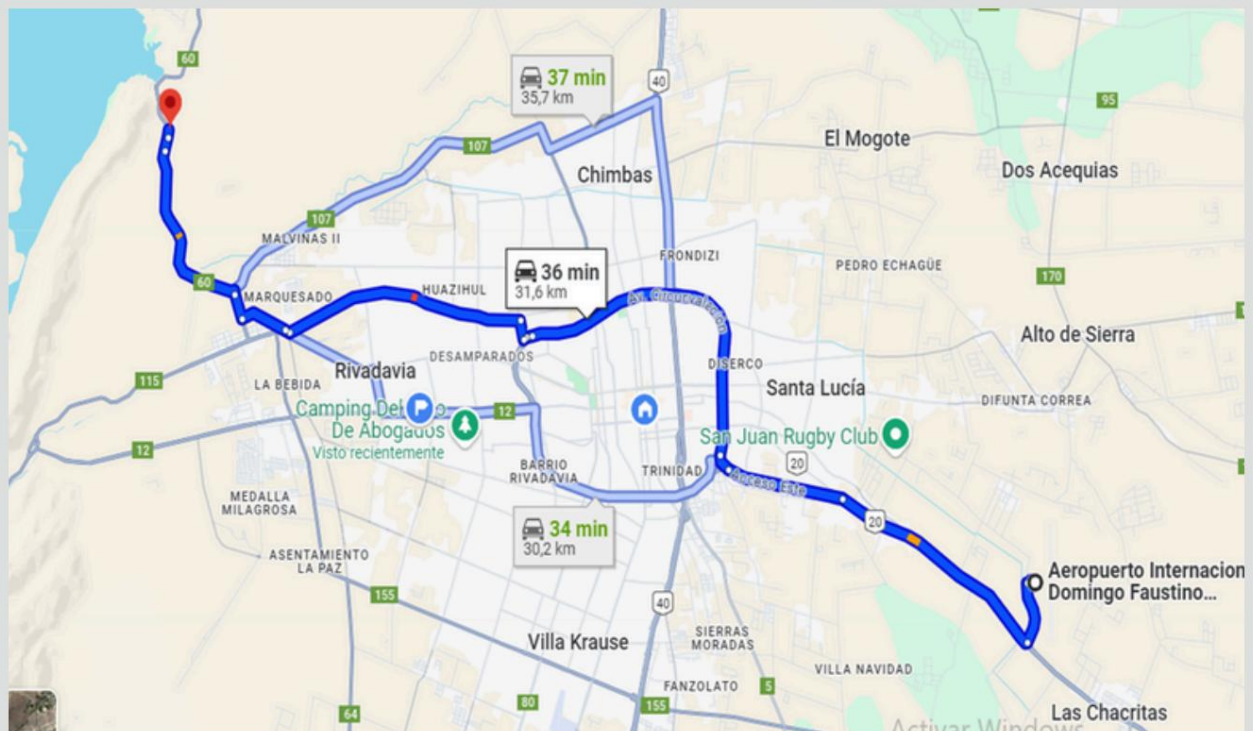 60
37 min
35,7 km
40
95
El Mogote
107
Dos Acequias
Chimbas
107
MALVINAS II
FRONDIZI
PEDRO ECHAGÜE
170
36 min
31,6 km
60
HUAZIHUL
MARQUESADO
Av. Circunvalación
Alto de Sierra
DESAMPARADOS
DISERCO
Rivadavia
115
LA BEBIDA
Santa Lucía
DIFUNTA CORREA
Camping Del
De Abogados
Visto recientemente
12
12
San Juan Rugby Club
BARRIO
RIVADAVIA
TRINIDAD
20
Acceso Este
MEDALLA
MILAGROSA
34 min
30,2 km
20
ASENTAMIENTO
LA PAZ
Aeropuerto Internacion
Domingo Faustino...
155
40
Villa Krause
SIERRAS
MORADAS
VILLA NAVIDAD
FANZOLATO
5
64
80
155
Las Chacritas
Activar Windows